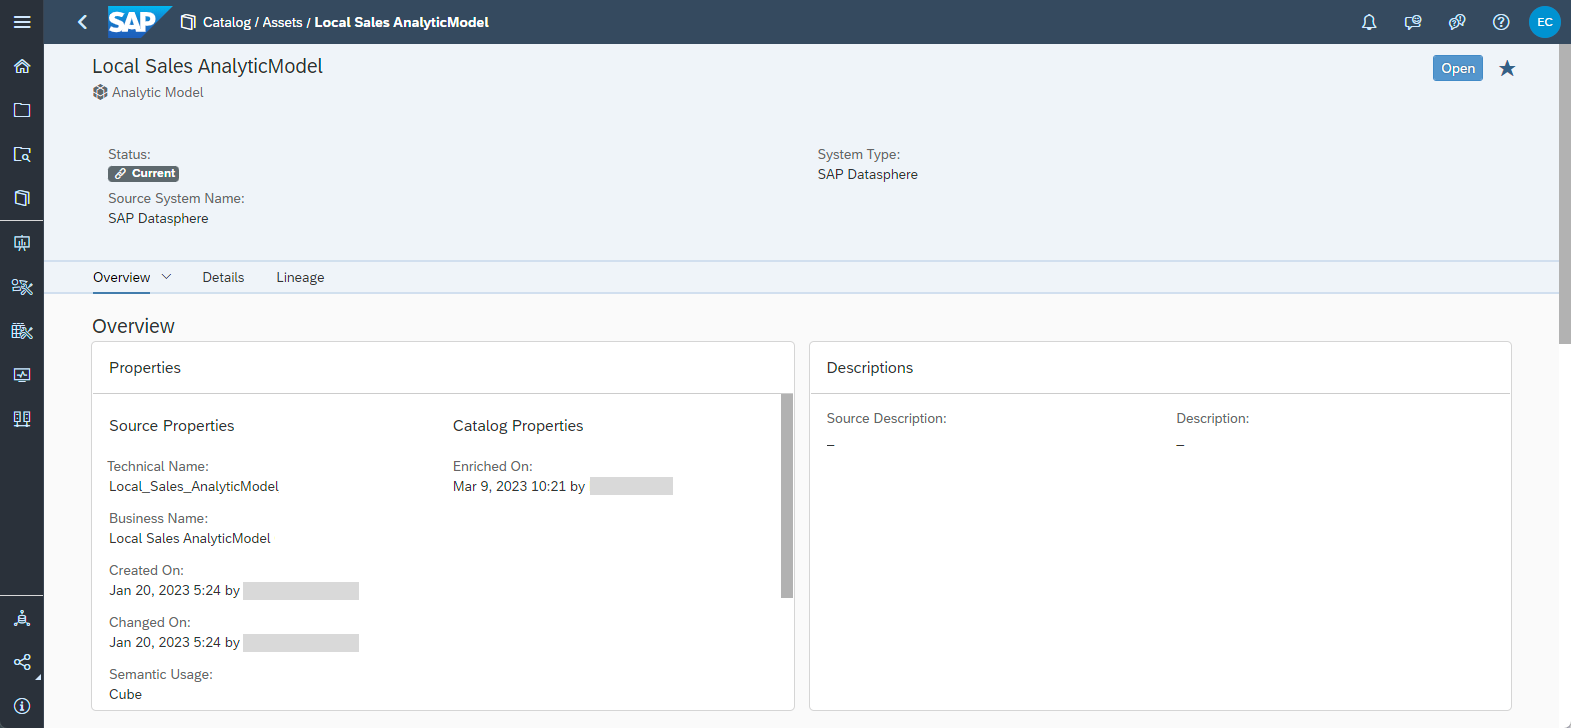 SAP Catalog / Assets / Local Sales AnalyticModel
EC
Local Sales AnalyticModel
Open
Analytic Model
Status:
Current
Source System Name:
SAP Datasphere
System Type:
SAP Datasphere
Overview Details Lineage
Overview
Properties
Source Properties
Technical Name:
Local_Sales_AnalyticModel
Business Name:
Local Sales AnalyticModel
Created On:
Jan 20, 2023 5:24 by
Changed On:
Jan 20, 2023 5:24 by
Semantic Usage:
Cube
Catalog Properties
Enriched On:
Mar 9, 2023 10:21 by
Descriptions
Source Description:
–
Description:
–